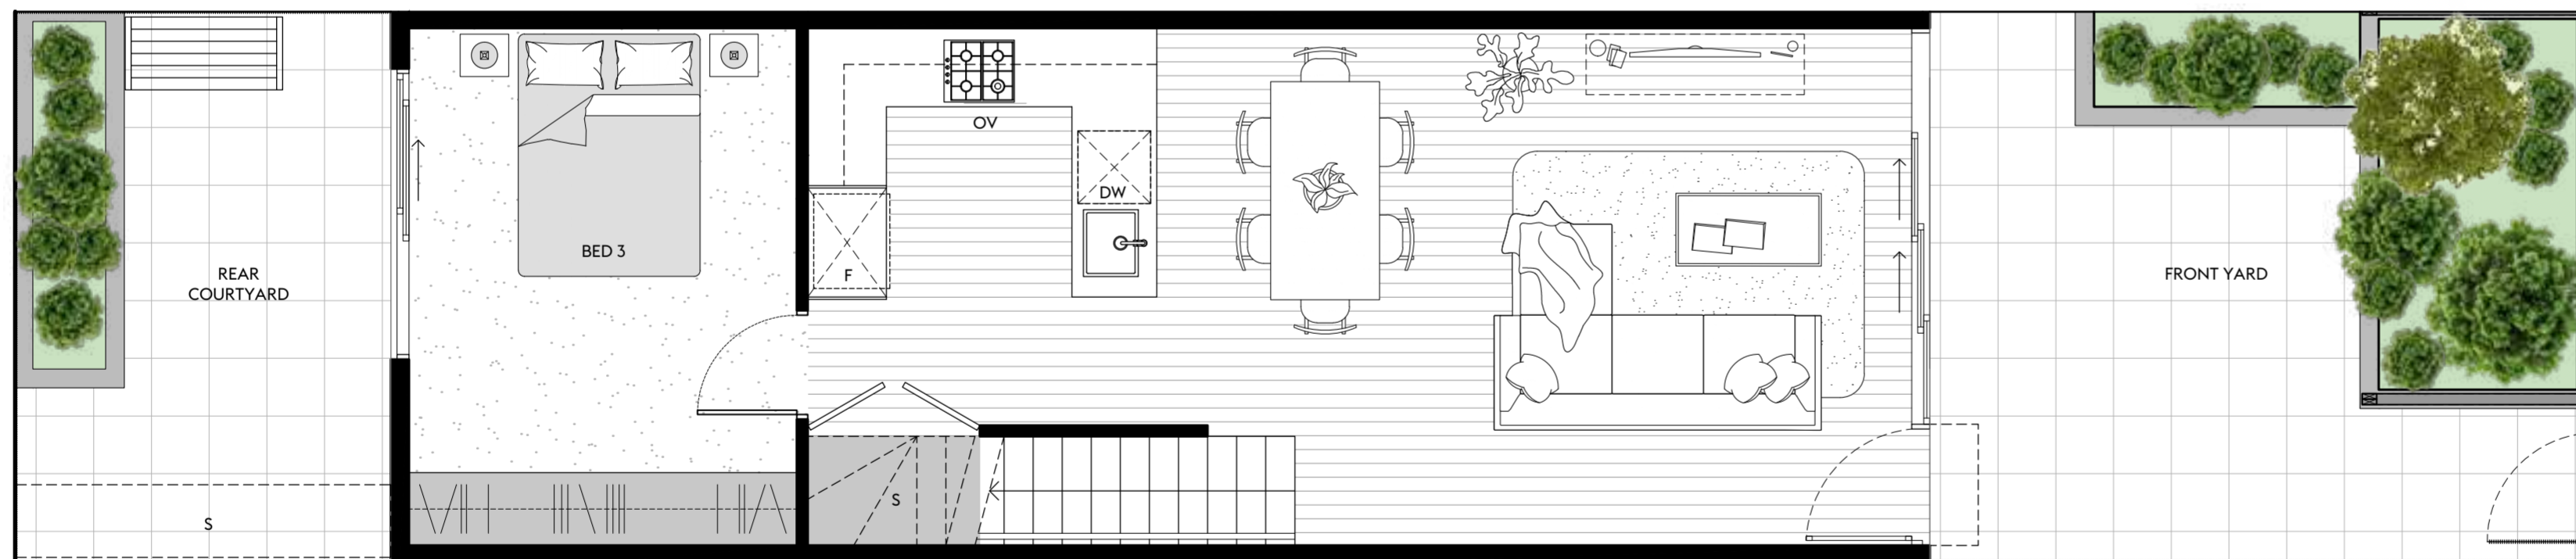 REAR
COURTYARD
S
BED 3
OV
DW
F
S
FRONT YARD